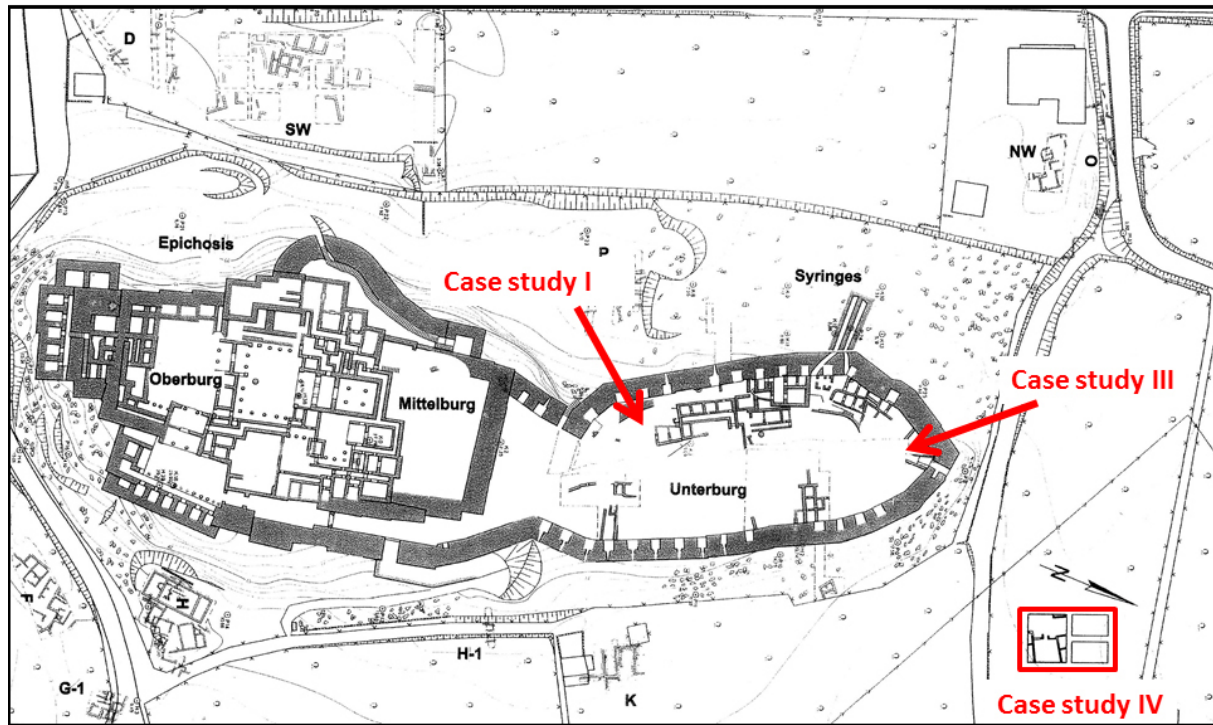 D
SW
NW
O
Epichosis
P
Syringes
Case study I
Case study III
Oberburg
Mittelburg
Unterburg
N
F
H
H-1
G-1
K
Case study IV